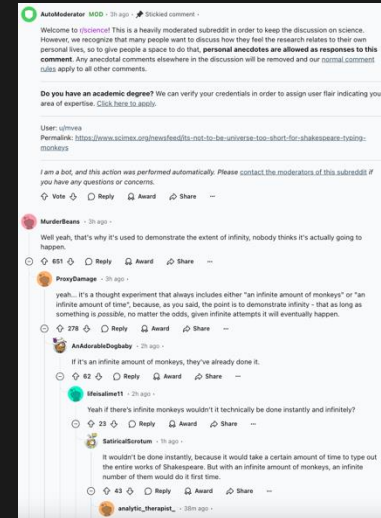 AutoModerator MOD • 3h ago • Stickied comment •
Welcome to r/science! This is a heavily moderated subreddit in order to keep the discussion on science.
However, we recognize that many people want to discuss how they feel the research relates to their own
personal lives, so to give people a space to do that, personal anecdotes are allowed as responses to this
comment. Any anecdotal comments elsewhere in the discussion will be removed and our normal comment
rules apply to all other comments.
Do you have an academic degree? We can verify your credentials in order to assign user flair indicating you
area of expertise. Click here to apply.
User: u/mvea
Permalink: https://www.scimex.org/newsfeed/its-not-to-be-universe-too-short-for-shakespeare-typing-
monkeys
I am a bot, and this action was performed automatically. Please contact the moderators of this subreddit if
you have any questions or concerns.
Vote Reply Award Share ...
MurderBeans • 3h ago •
Well yeah, that's why it's used to demonstrate the extent of infinity, nobody thinks it's actually going to
happen.
651 Reply Award Share ...
ProxyDamage • 3h ago •
yeah... it's a thought experiment that always includes either "an infinite amount of monkeys" or "an
infinite amount of time", because, as you said, the point is to demonstrate infinity - that as long as
something is possible, no matter the odds, given infinite attempts it will eventually happen.
278 Reply Award Share ...
AnAdorableDogbaby • 2h ago •
If it's an infinite amount of monkeys, they've already done it.
62 Reply Award Share ...
lifeisalime11 • 2h ago •
Yeah if there's infinite monkeys wouldn't it technically be done instantly and infinitely?
23 Reply Award Share ...
SatiricalScrotum • 1h ago •
It wouldn't be done instantly, because it would take a certain amount of time to type out
the entire works of Shakespeare. But with an infinite amount of monkeys, an infinite
number of them would do it first time.
43 Reply Award Share ...
analytic_therapist_ • 38m ago •